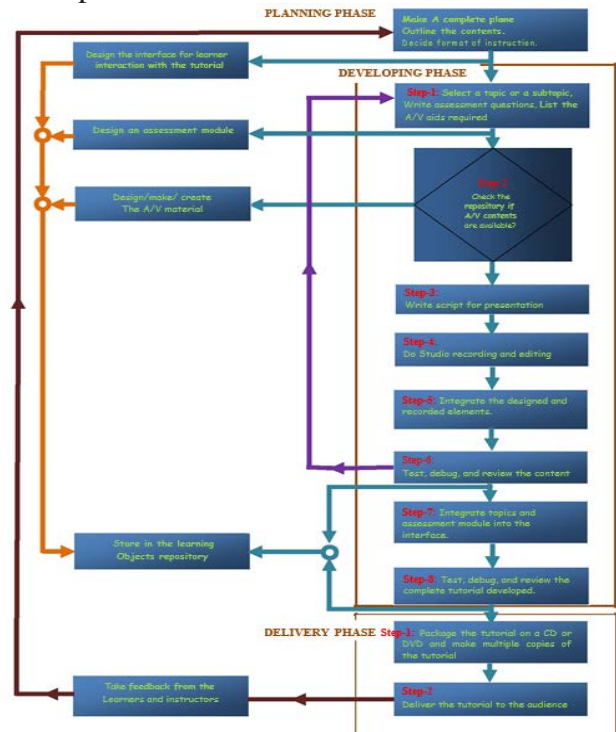 PLANNING PHASE
Make A complete plane
Outline the contents.
Decide format of instruction.
Design the interface for learner
interaction with the tutorial
DEVELOPING PHASE
Step-1: Select a topic or a subtopic,
Write assessment questions, List the
A/V aids required
Design an assessment module
Step-2
Check the
repository if
A/V contents
are available?
Design/make/ create
The A/V material
Step-3:
Write script for presentation
Step-4:
Do Studio recording and editing
Step-5: Integrate the designed and
recorded elements.
Step-6:
Test, debug, and review the content
Step-7: Integrate topics and
assessment module into the
interface.
Store in the learning
Objects repository
Step-8: Test, debug, and review the
complete tutorial developed.
DELIVERY PHASE
Step-1: Package the tutorial on a CD or
DVD and make multiple copies of
the tutorial
Take feedback from the
Learners and instructors
Step-2
Deliver the tutorial to the audience